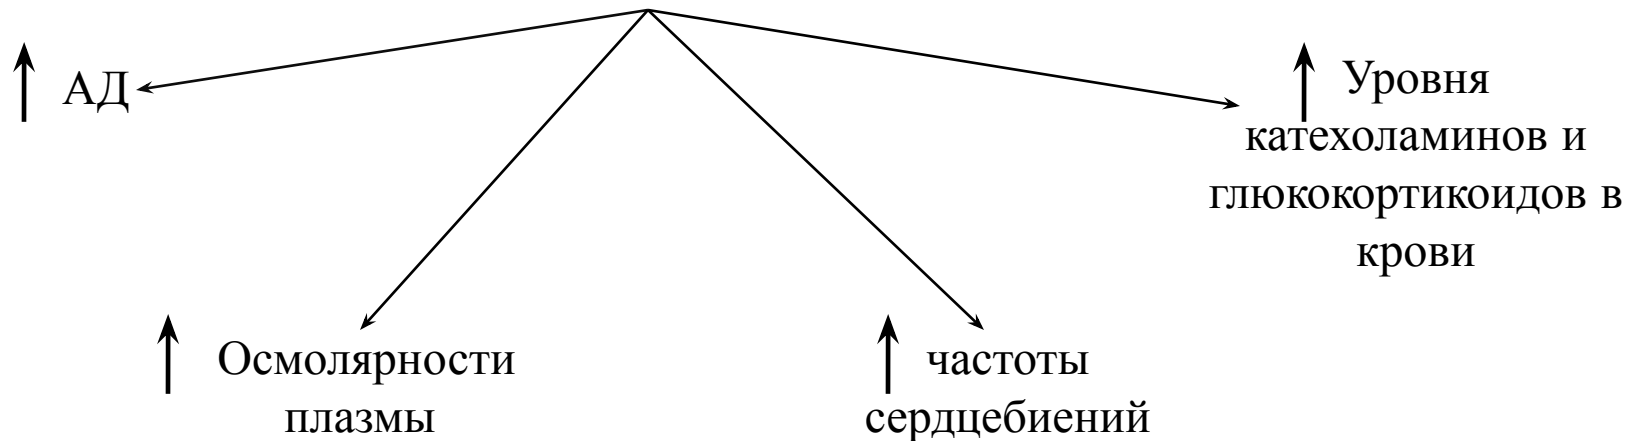 АД
Уровня
катехоламинов и
глюкокортикоидов в
крови
Осмолярности
плазмы
частоты
сердцебиений